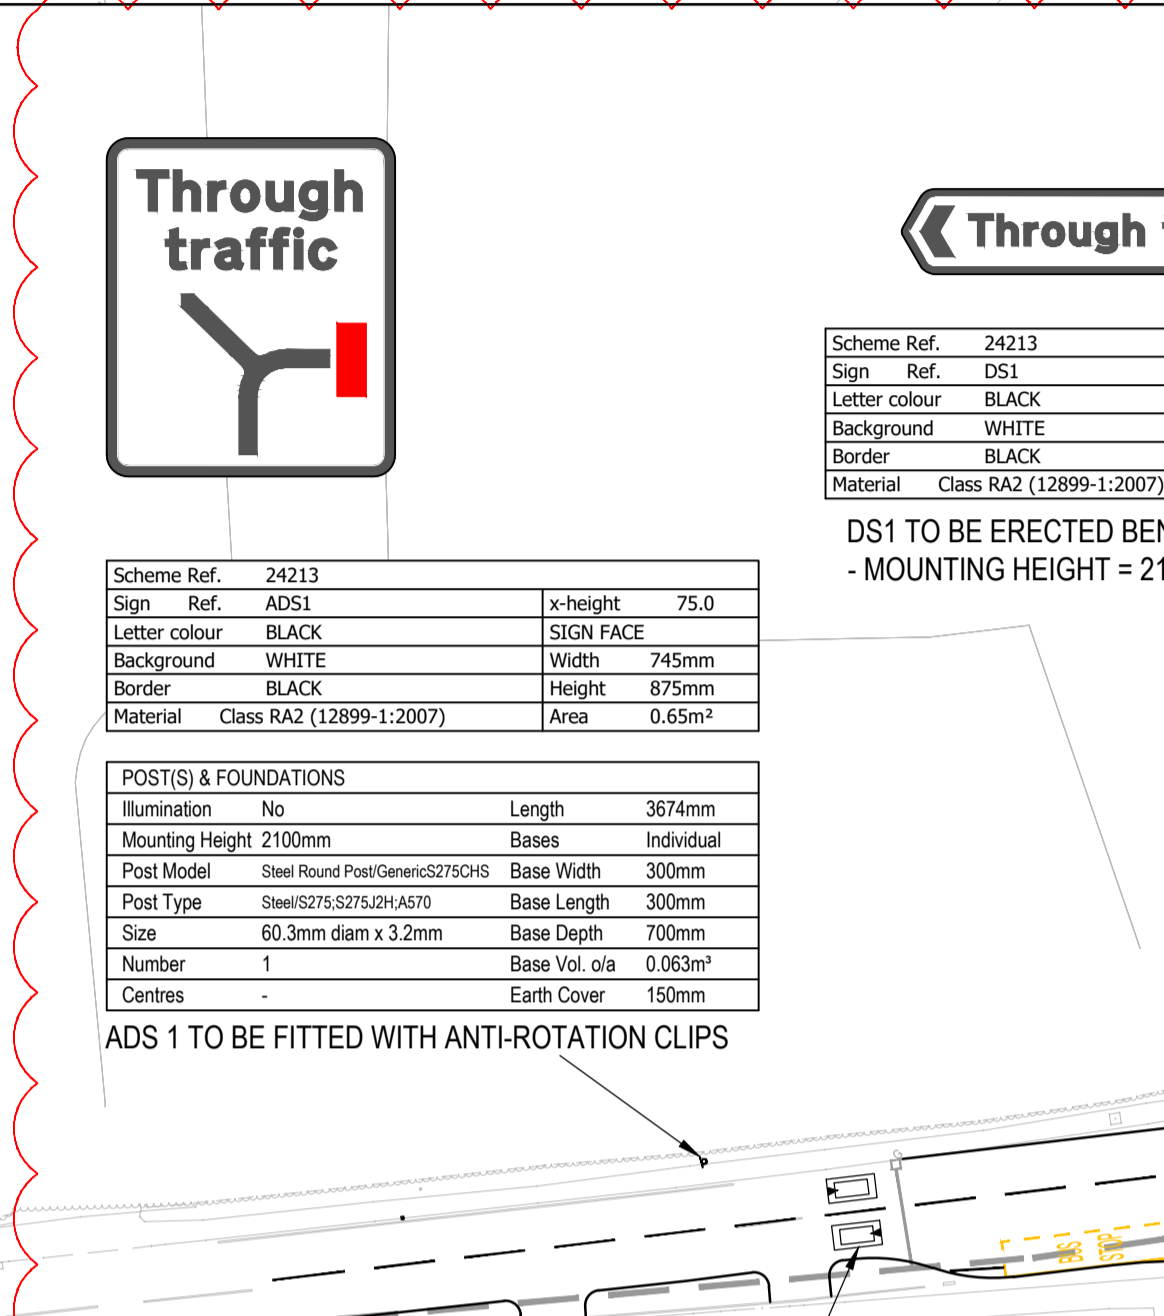 Through
traffic
Through
Scheme Ref. 24213
Sign Ref. DS1
Letter colour BLACK
Background WHITE
Border BLACK
Material Class RA2 (12899-1:2007)
DS1 TO BE ERECTED
- MOUNTING HEIGHT = 21
Scheme Ref. 24213
Sign Ref. ADS1 x-height 75.0
Letter colour BLACK SIGN FACE
Background WHITE Width 745mm
Border BLACK Height 875mm
Material Class RA2 (12899-1:2007) Area 0.65m²
POST(S) & FOUNDATIONS
Illumination No Length 3674mm
Mounting Height 2100mm Bases Individual
Post Model Steel Round Post/GenericS275CHS Base Width 300mm
Post Type Steel/S275;S275J2H;A570 Base Length 300mm
Size 60.3mm diam x 3.2mm Base Depth 700mm
Number 1 Base Vol. o/a 0.063m³
Centres - Earth Cover 150mm
ADS 1 TO BE FITTED WITH ANTI-ROTATION CLIPS
BUS
STOP